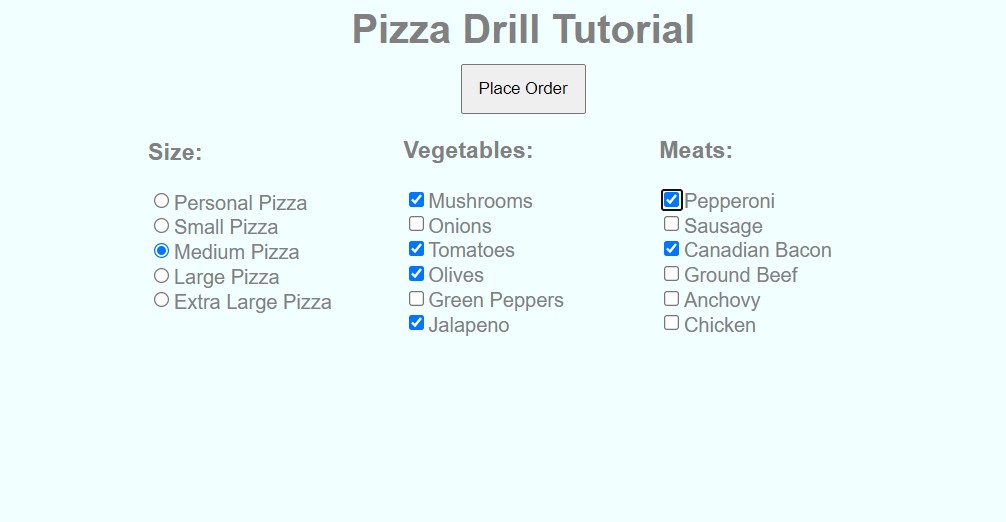 Pizza Drill Tutorial
Place Order
Size:
Personal Pizza
Small Pizza
Medium Pizza
Large Pizza
Extra Large Pizza
Vegetables:
Mushrooms
Onions
Tomatoes
Olives
Green Peppers
Jalapeno
Meats:
Pepperoni
Sausage
Canadian Bacon
Ground Beef
Anchovy
Chicken